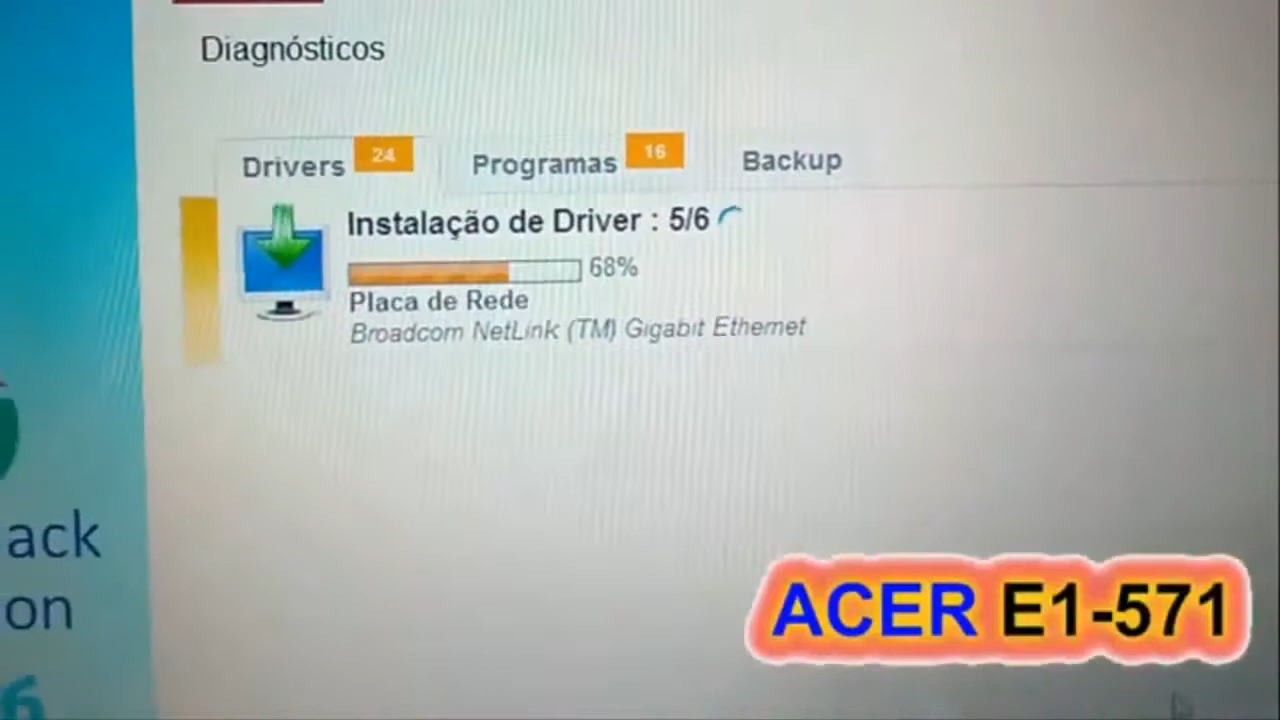 Diagnósticos
Drivers 24 Programas 16 Backup
Instalação de Driver : 5/6
68%
Placa de Rede
Broadcom NetLink (TM) Gigabit Ethernet
ack
on
6
ACER E1-571